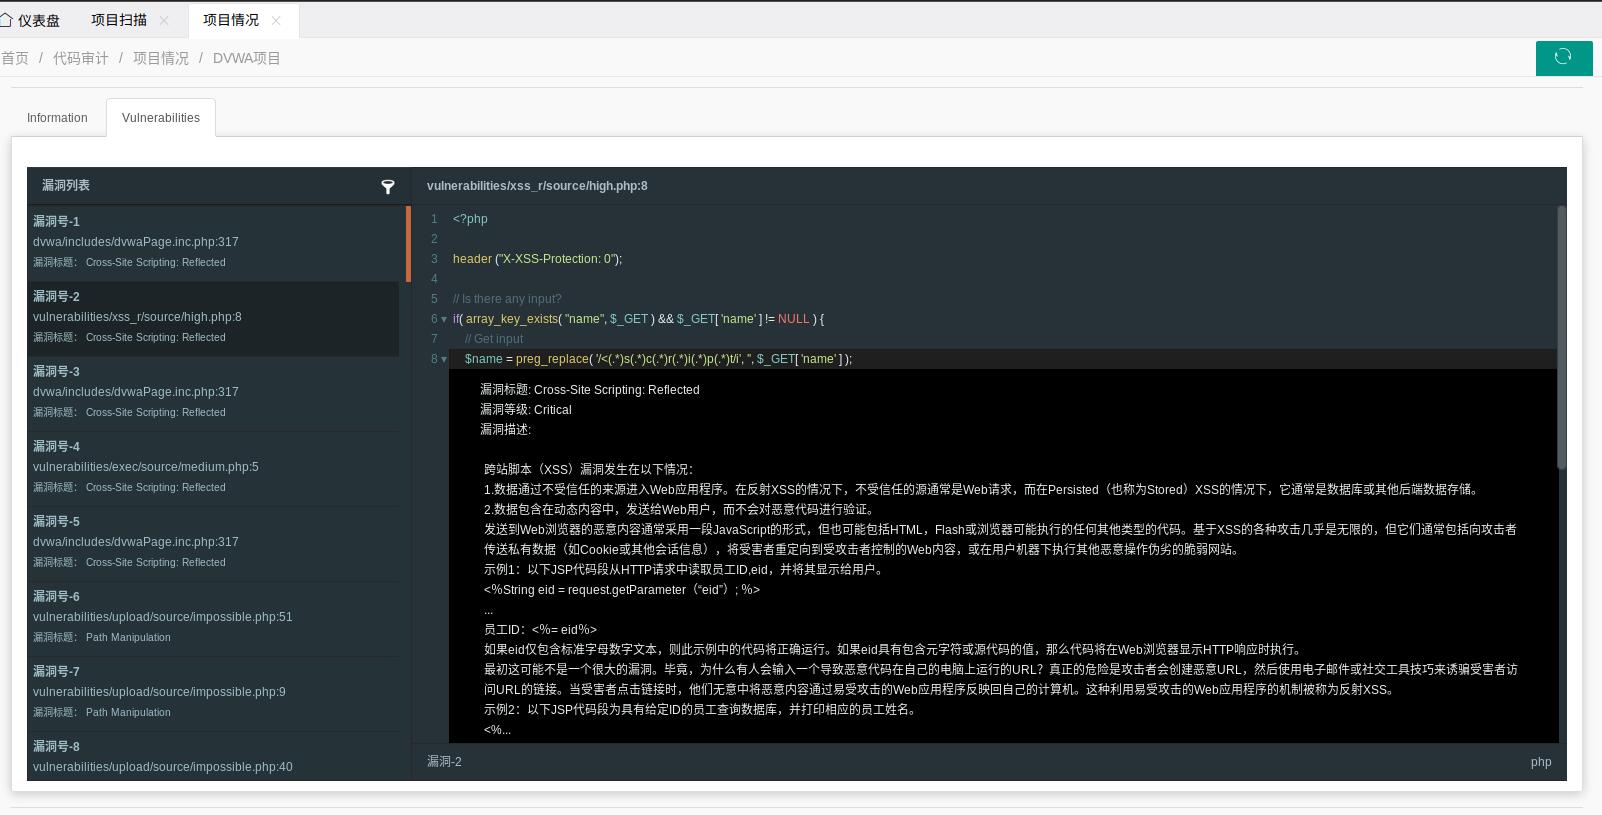 仪表盘 项目扫描 项目情况
首页 / 代码审计 / 项目情况 / DVWA项目
Information Vulnerabilities
漏洞列表
漏洞号-1
dvwa/includes/dvwaPage.inc.php:317
漏洞标题: Cross-Site Scripting: Reflected
漏洞号-2
vulnerabilities/xss_r/source/high.php:8
漏洞标题: Cross-Site Scripting: Reflected
漏洞号-3
dvwa/includes/dvwaPage.inc.php:317
漏洞标题: Cross-Site Scripting: Reflected
漏洞号-4
vulnerabilities/exec/source/medium.php:5
漏洞标题: Cross-Site Scripting: Reflected
漏洞号-5
dvwa/includes/dvwaPage.inc.php:317
漏洞标题: Cross-Site Scripting: Reflected
漏洞号-6
vulnerabilities/upload/source/impossible.php:51
漏洞标题: Path Manipulation
漏洞号-7
vulnerabilities/upload/source/impossible.php:9
漏洞标题: Path Manipulation
漏洞号-8
vulnerabilities/upload/source/impossible.php:40
vulnerabilities/xss_r/source/high.php:8
1 <?php
2
3 header ("X-XSS-Protection: 0");
4
5 // Is there any input?
6 if( array_key_exists( "name", $_GET ) && $_GET[ 'name' ] != NULL ) {
7 // Get input
8 $name = preg_replace( '/<(.*)s(.*)c(.*)r(.*)i(.*)p(.*)t/i', '', $_GET[ 'name' ] );
漏洞标题: Cross-Site Scripting: Reflected
漏洞等级: Critical
漏洞描述:
跨站脚本（XSS）漏洞发生在以下情况：
1.数据通过不受信任的来源进入Web应用程序。在反射XSS的情况下，不受信任的源通常是Web请求，而在Persisted（也称为Stored）XSS的情况下，它通常是数据库或其他后端数据存储。
2.数据包含在动态内容中，发送给Web用户，而不会对恶意代码进行验证。
发送到Web浏览器的恶意内容通常采用一段JavaScript的形式，但也可能包括HTML，Flash或浏览器可能执行的任何其他类型的代码。基于XSS的各种攻击几乎是无限的，但它们通常包括向攻击者
传送私有数据（如Cookie或其他会话信息），将受害者重定向到受攻击者控制的Web内容，或在用户机器下执行其他恶意操作伪劣的脆弱网站。
示例1：以下JSP代码段从HTTP请求中读取员工ID,eid，并将其显示给用户。
<％String eid = request.getParameter（“eid”）; ％>
...
员工ID：<％= eid％>
如果eid仅包含标准字母数字文本，则此示例中的代码将正确运行。如果eid具有包含元字符或源代码的值，那么代码将在Web浏览器显示HTTP响应时执行。
最初这可能不是一个很大的漏洞。毕竟，为什么有人会输入一个导致恶意代码在自己的电脑上运行的URL？真正的危险是攻击者会创建恶意URL，然后使用电子邮件或社交工具技巧来诱骗受害者访
问URL的链接。当受害者点击链接时，他们无意中将恶意内容通过易受攻击的Web应用程序反映回自己的计算机。这种利用易受攻击的Web应用程序的机制被称为反射XSS。
示例2：以下JSP代码段为具有给定ID的员工查询数据库，并打印相应的员工姓名。
<%...
漏洞-2 php